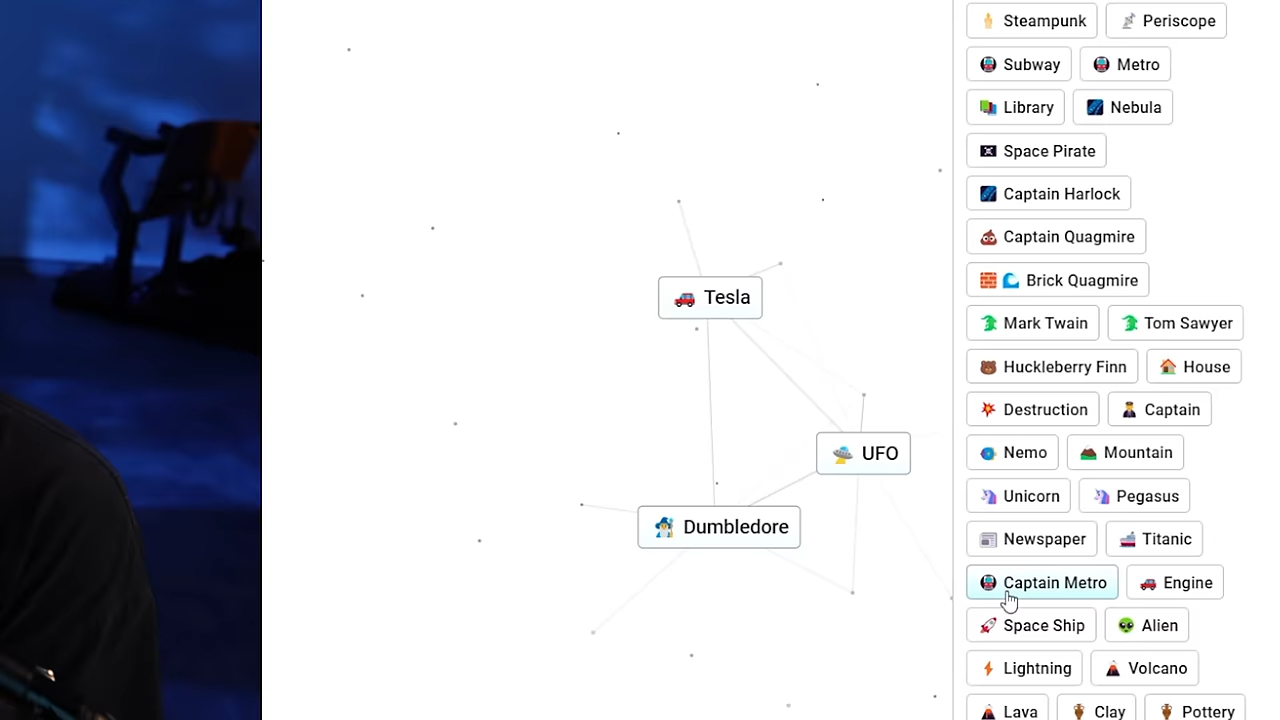 Steampunk Periscope
Subway Metro
Library Nebula
Space Pirate
Captain Harlock
Captain Quagmire
Brick Quagmire
Mark Twain Tom Sawyer
Huckleberry Finn House
Destruction Captain
Nemo Mountain
Unicorn Pegasus
Newspaper Titanic
Captain Metro Engine
Space Ship Alien
Lightning Volcano
Lava Clay Pottery
Tesla
UFO
Dumbledore